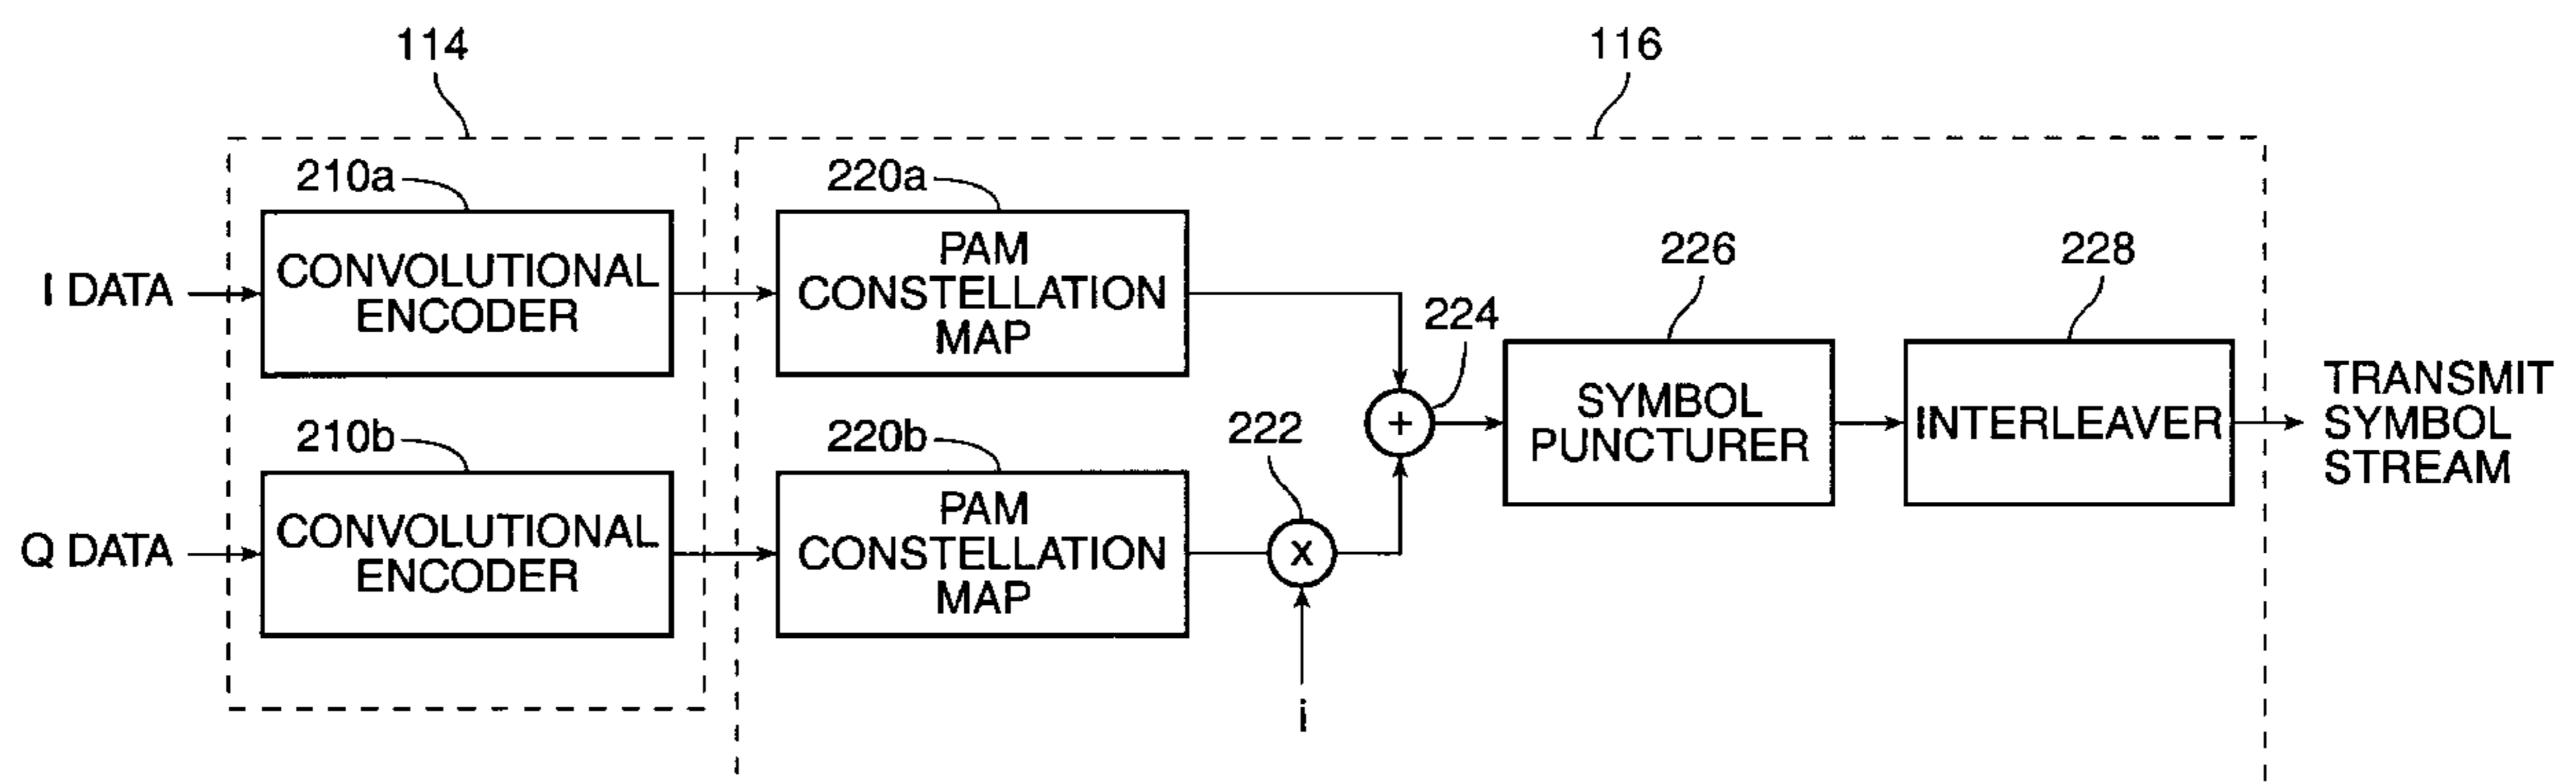 114
116
210a
220a
I DATA
CONVOLUTIONAL
ENCODER
PAM
CONSTELLATION
MAP
224
226
228
SYMBOL
PUNCTURER
INTERLEAVER
TRANSMIT
SYMBOL
STREAM
+
210b
220b
222
Q DATA
CONVOLUTIONAL
ENCODER
PAM
CONSTELLATION
MAP
X
i